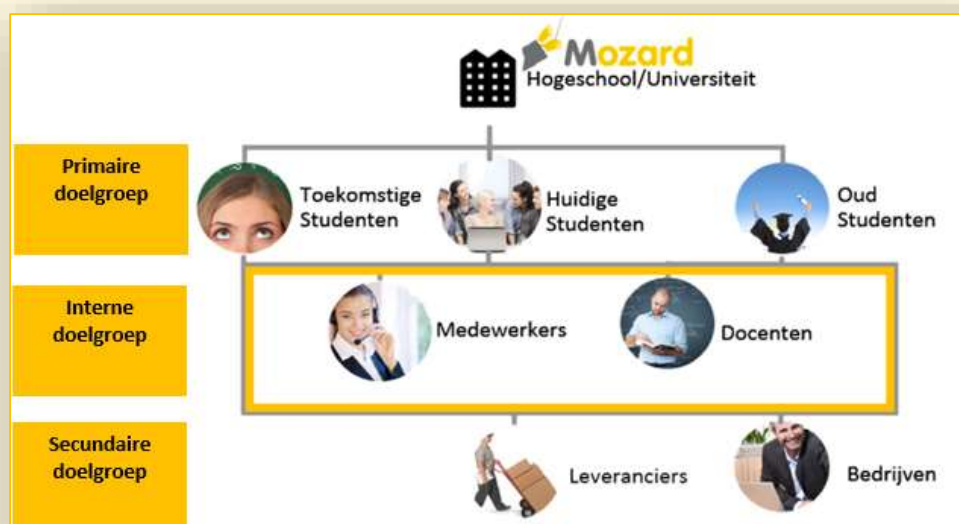 Mozard
Hogeschool/Universiteit
Primaire
doelgroep
Toekomstige
Studenten
Huidige
Studenten
Oud
Studenten
Interne
doelgroep
Medewerkers
Docenten
Secundaire
doelgroep
Leveranciers
Bedrijven